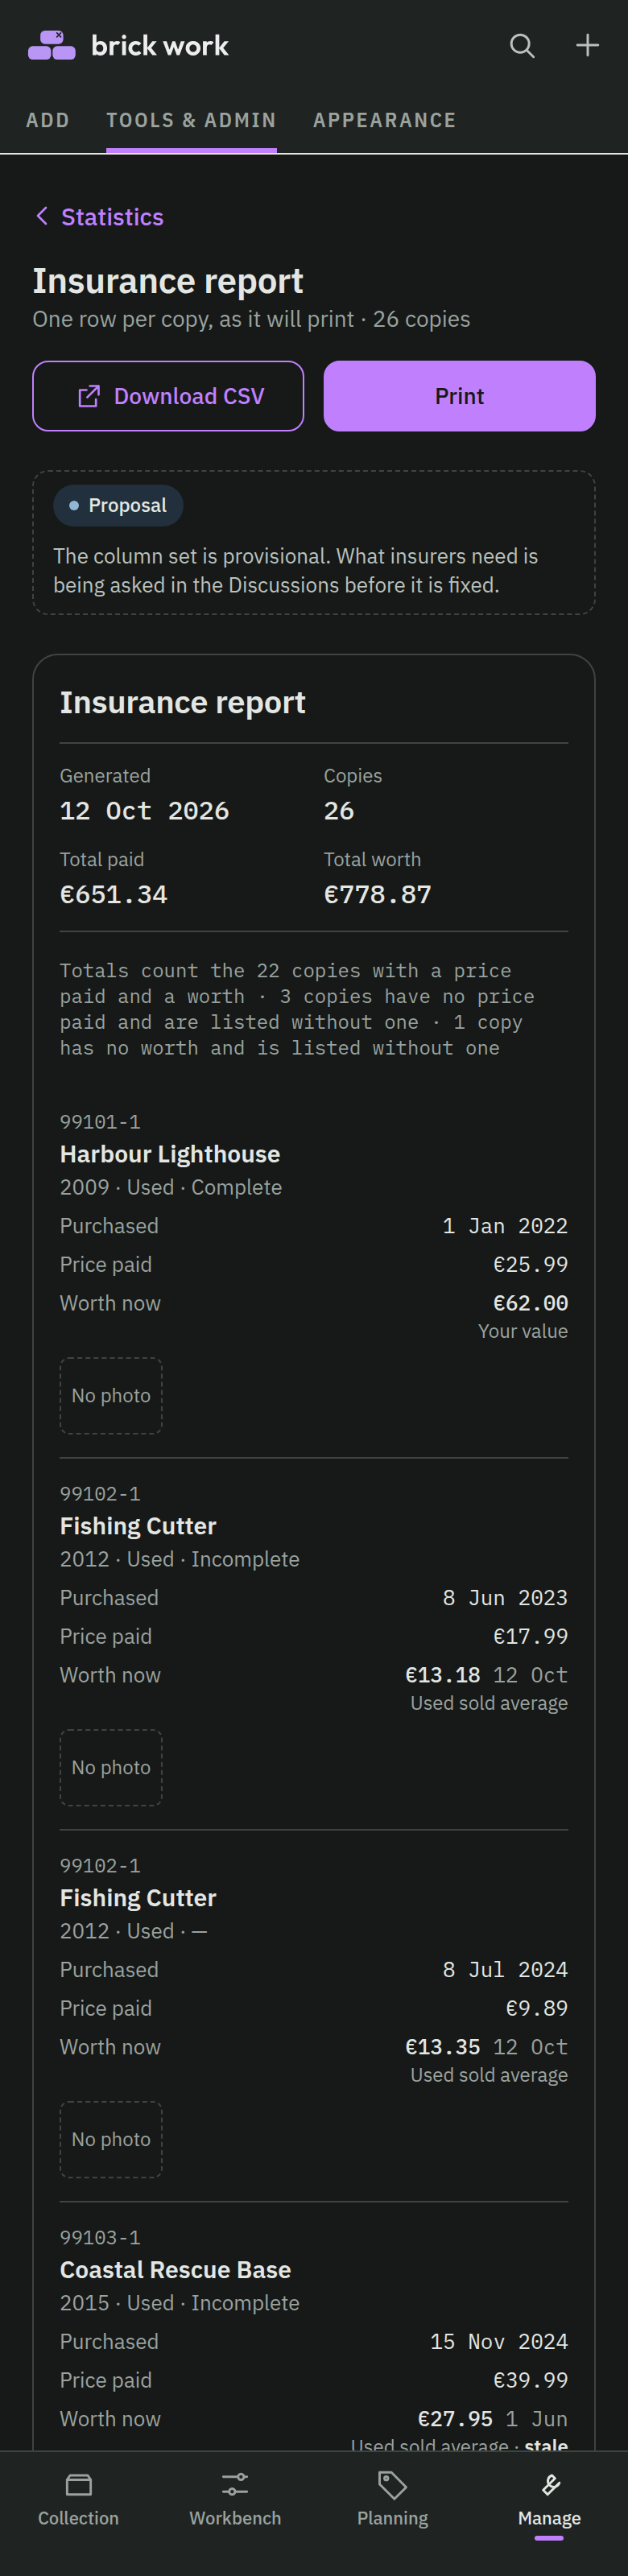 brick work
ADD TOOLS & ADMIN APPEARANCE
Statistics
Insurance report
One row per copy, as it will print · 26 copies
Download CSV Print
Proposal
The column set is provisional. What insurers need is
being asked in the Discussions before it is fixed.
Insurance report
Generated Copies
12 Oct 2026 26
Total paid Total worth
€651.34 €778.87
Totals count the 22 copies with a price
paid and a worth · 3 copies have no price
paid and are listed without one · 1 copy
has no worth and is listed without one
99101-1
Harbour Lighthouse
2009 · Used · Complete
Purchased 1 Jan 2022
Price paid €25.99
Worth now €62.00
Your value
No photo
99102-1
Fishing Cutter
2012 · Used · Incomplete
Purchased 8 Jun 2023
Price paid €17.99
Worth now €13.18 12 Oct
Used sold average
No photo
99102-1
Fishing Cutter
2012 · Used · —
Purchased 8 Jul 2024
Price paid €9.89
Worth now €13.35 12 Oct
Used sold average
No photo
99103-1
Coastal Rescue Base
2015 · Used · Incomplete
Purchased 15 Nov 2024
Price paid €39.99
Worth now €27.95 1 Jun
Used sold average · stale
Collection Workbench Planning Manage